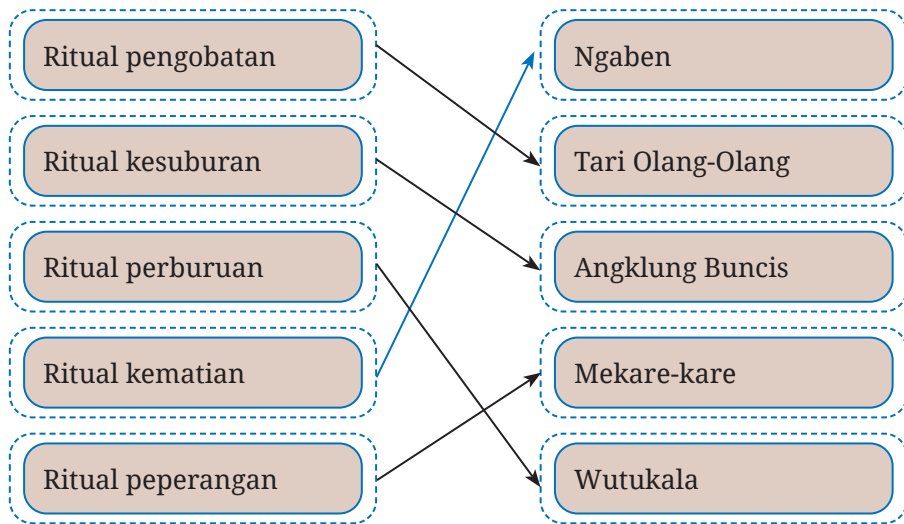 Ritual pengobatan
Ritual kesuburan
Ritual perburuan
Ritual kematian
Ritual peperangan
Ngaben
Tari Olang-Olang
Angklung Buncis
Mekare-kare
Wutukala